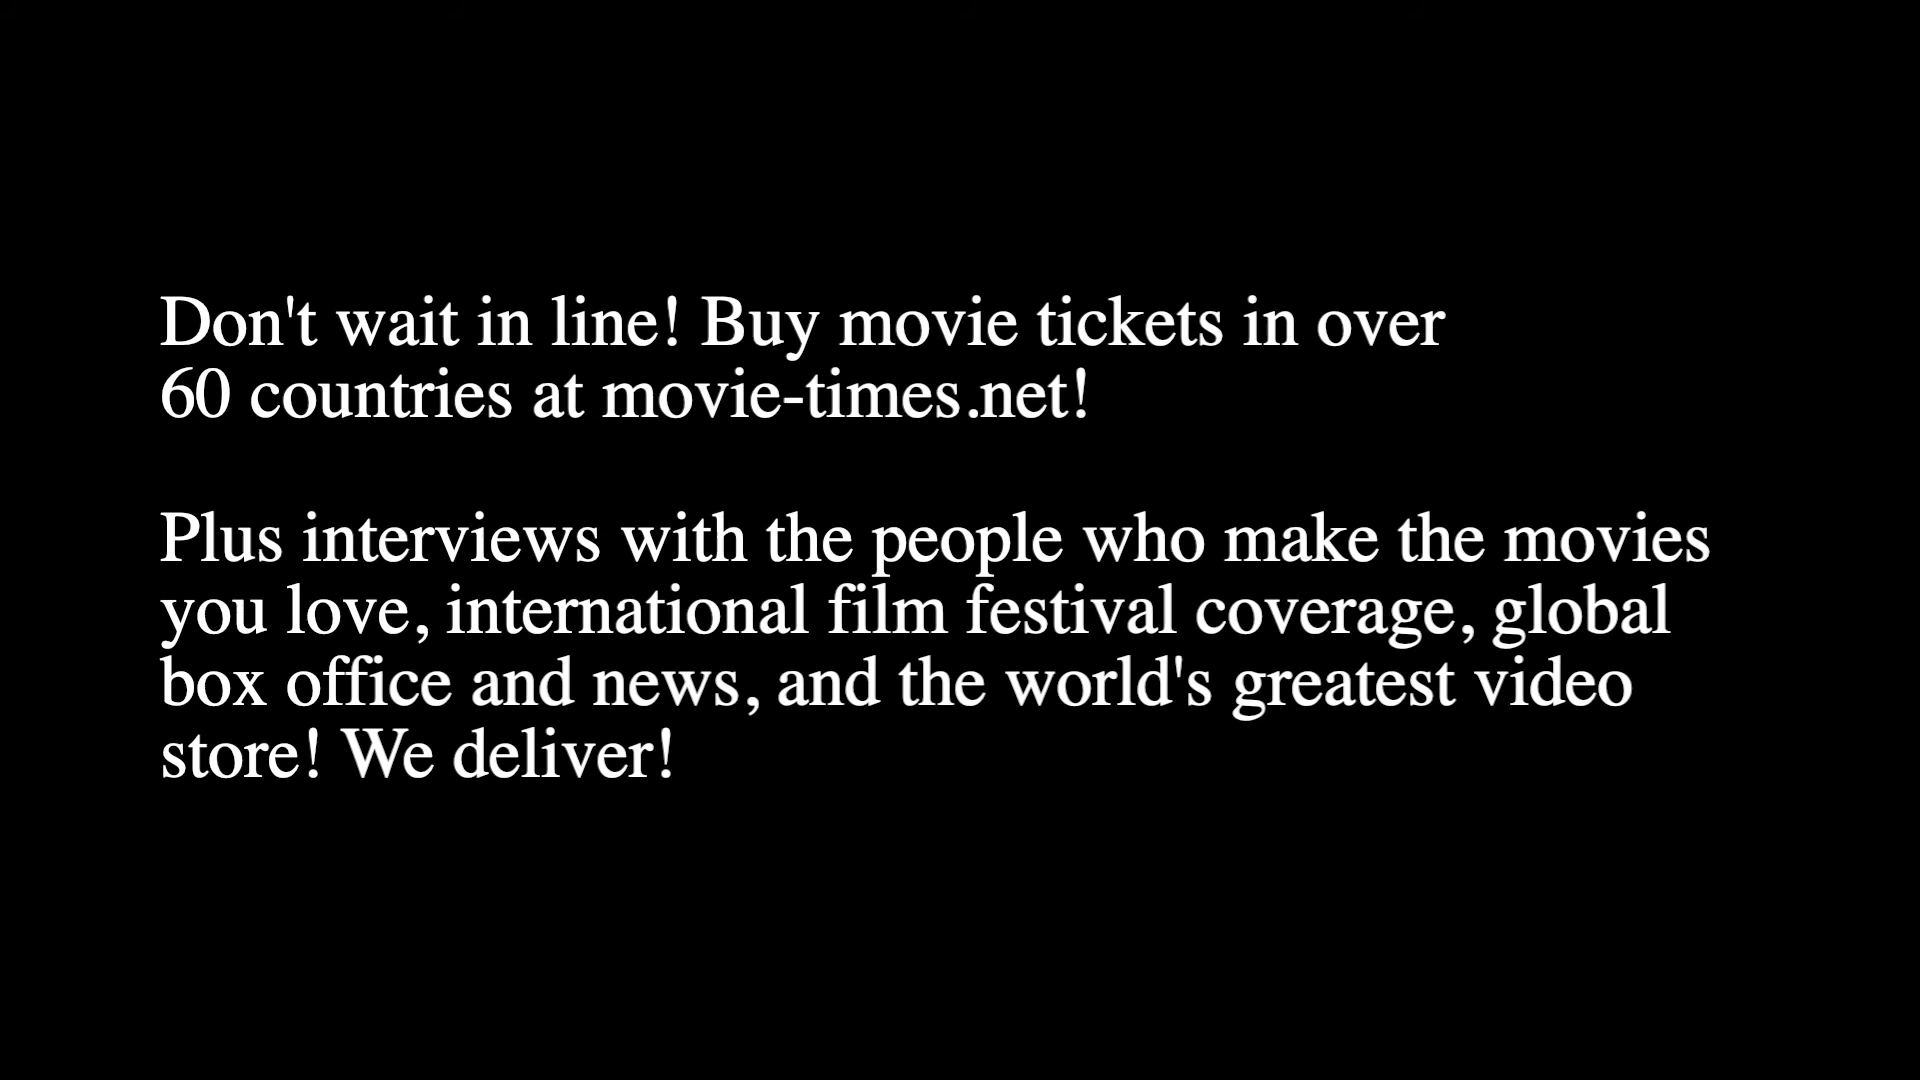 Don't wait in line! Buy movie tickets in over
60 countries at movie-times.net!
Plus interviews with the people who make the movies
you love, international film festival coverage, global
box office and news, and the world's greatest video
store! We deliver!